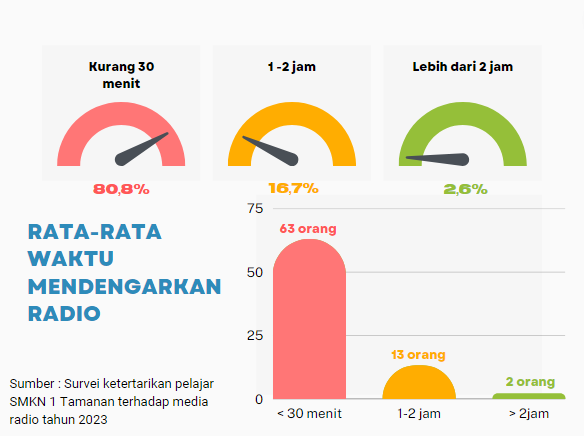 Kurang 30
menit
1 -2 jam
Lebih dari 2 jam
80,8%
16,7%
2,6%
RATA-RATA
WAKTU
MENDENGARKAN
RADIO
Sumber : Survei ketertarikan pelajar
SMKN 1 Tamanan terhadap media
radio tahun 2023
75
50
25
0
63 orang
13 orang
2 orang
< 30 menit
1-2 jam
> 2jam